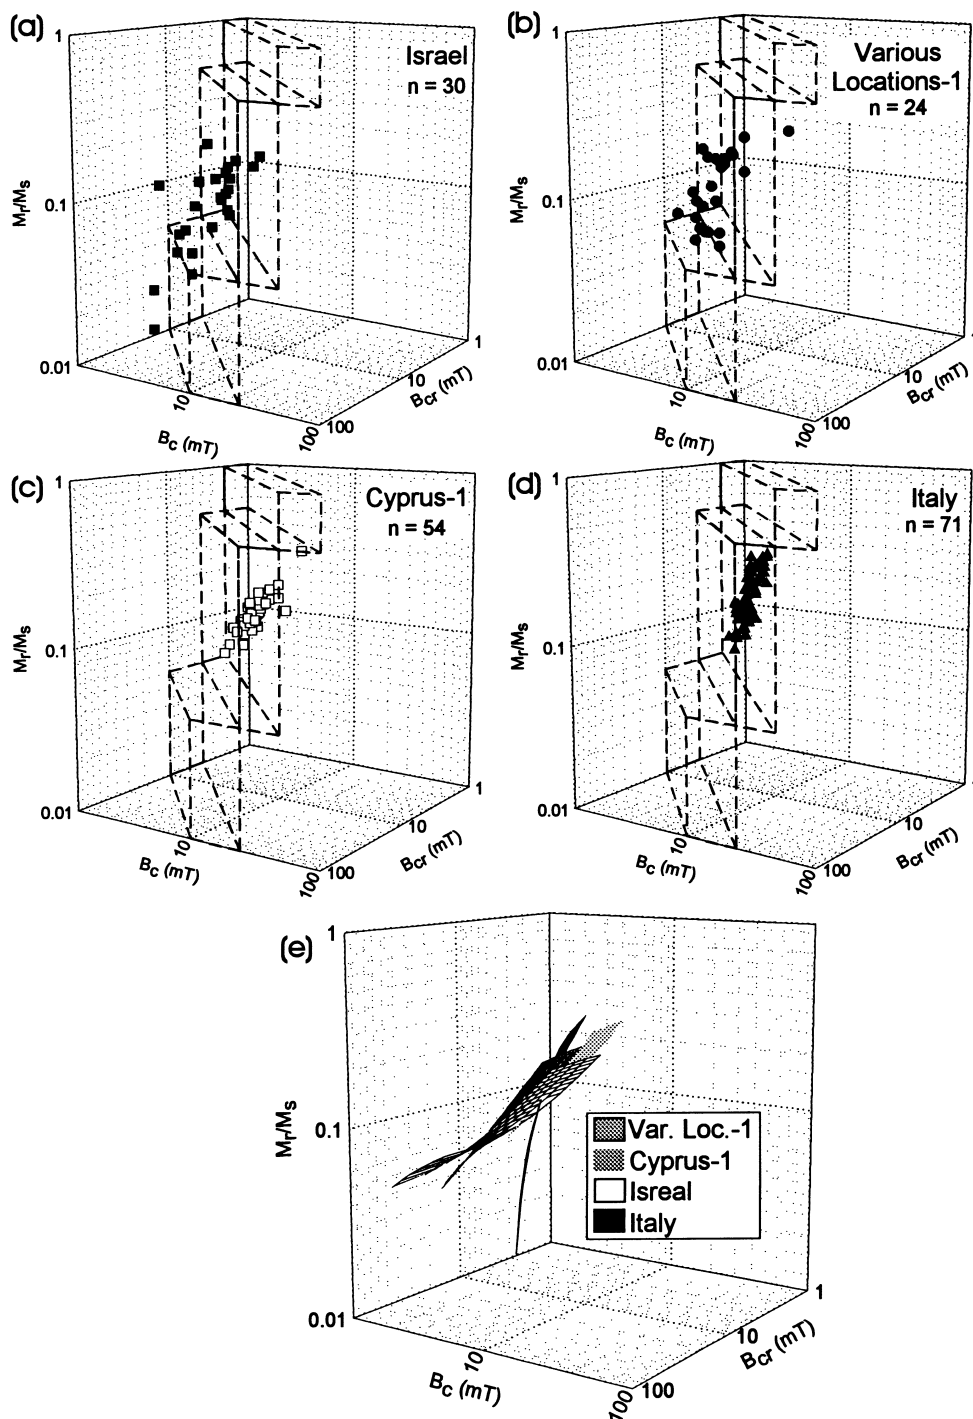 (a)
Israel
n = 30
1
0.1
0.01
Mr/Ms
10
100
Bc (mT)
100
10
1
Bcr (mT)
(b)
Various
Locations-1
n = 24
1
0.1
0.01
Mr/Ms
10
100
Bc (mT)
100
10
1
Bcr (mT)
(c)
Cyprus-1
n = 54
1
0.1
0.01
Mr/Ms
10
100
Bc (mT)
100
10
1
Bcr (mT)
(d)
Italy
n = 71
1
0.1
0.01
Mr/Ms
10
100
Bc (mT)
100
10
Bcr (mT)
(e)
1
0.1
0.01
Mr/Ms
Var. Loc.-1
Cyprus-1
Isreal
Italy
10
100
Bc (mT)
100
10
1
Bcr (mT)